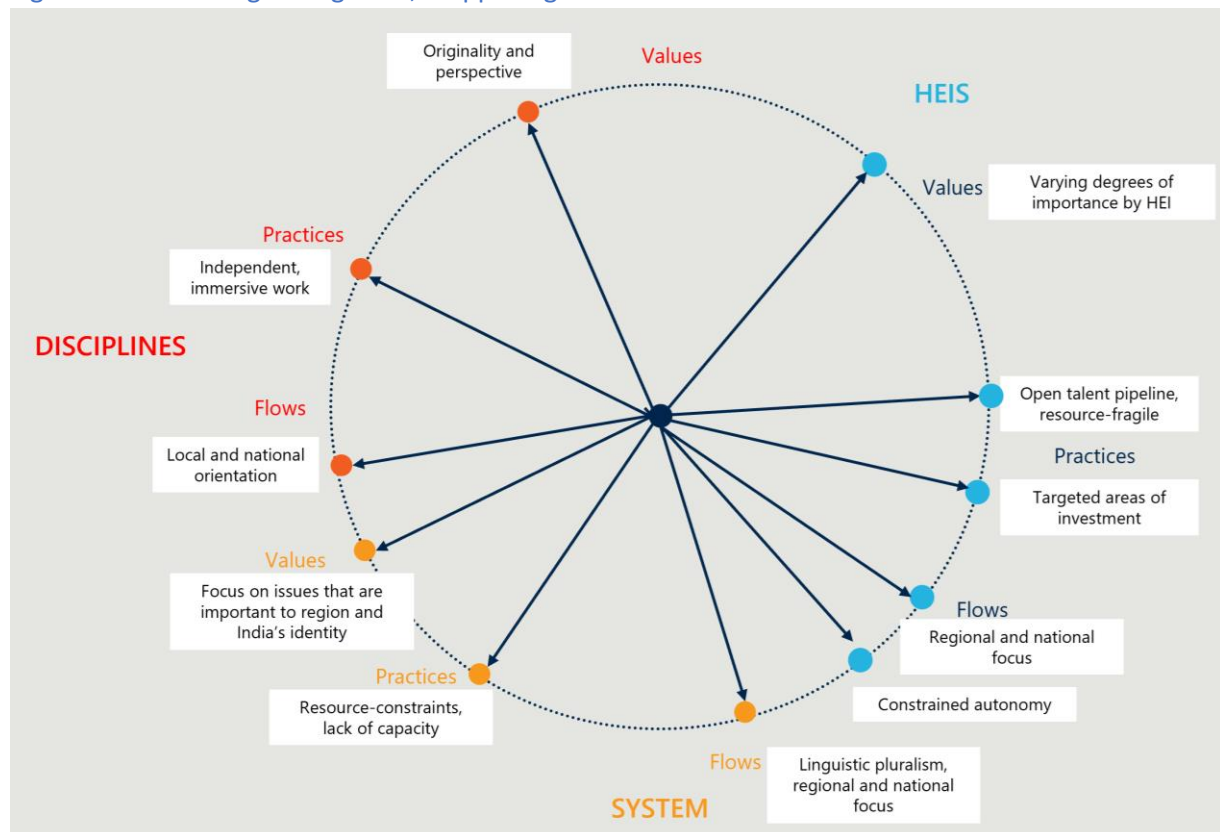 Originality and
perspective
Values
HEIS
Values
Varying degrees of
importance by HEI
Practices
Independent,
immersive work
DISCIPLINES
Flows
Local and national
orientation
Open talent pipeline,
resource-fragile
Practices
Targeted areas of
investment
Values
Focus on issues that are
important to region and
India's identity
Flows
Regional and national
focus
Practices
Resource-constraints,
lack of capacity
Constrained autonomy
Flows
Linguistic pluralism,
regional and national
focus
SYSTEM